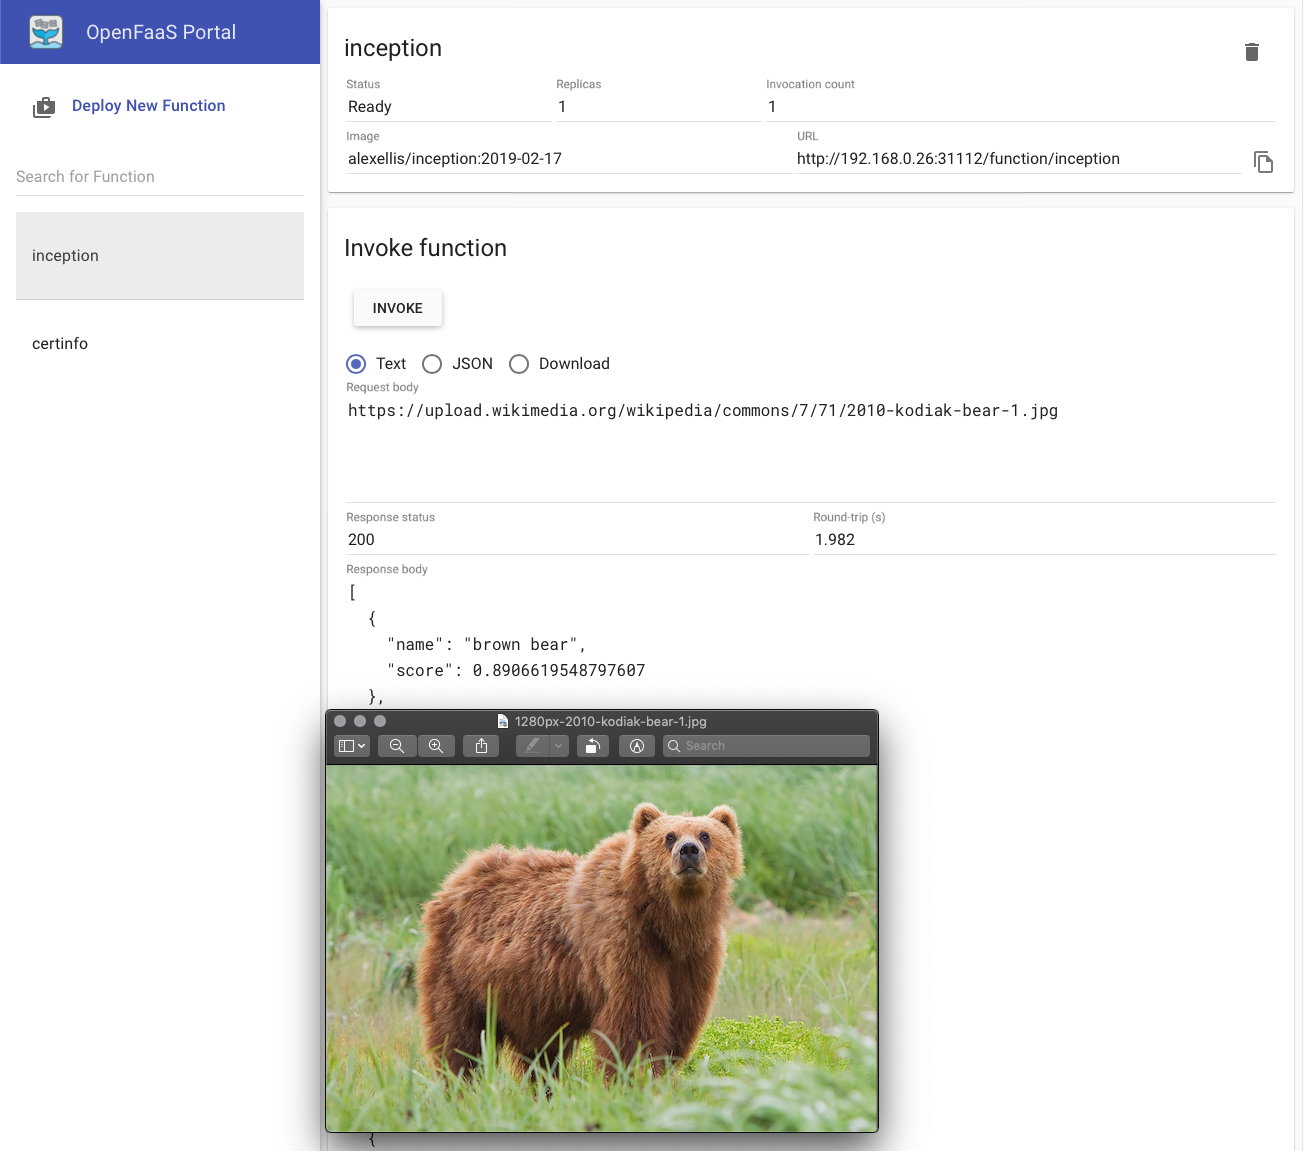 OpenFaaS Portal
Deploy New Function
Search for Function
inception
certinfo
inception
Status
Replicas
Invocation count
Ready
1
1
Image
URL
alexellis/inception:2019-02-17
http://192.168.0.26:31112/function/inception
Invoke function
INVOKE
Text
JSON
Download
Request body
https://upload.wikimedia.org/wikipedia/commons/7/71/2010-kodiak-bear-1.jpg
Response status
Round-trip (s)
200
1.982
Response body
[
{
"name": "brown bear",
"score": 0.8906619548797607
},
1280px-2010-kodiak-bear-1.jpg
Search
{